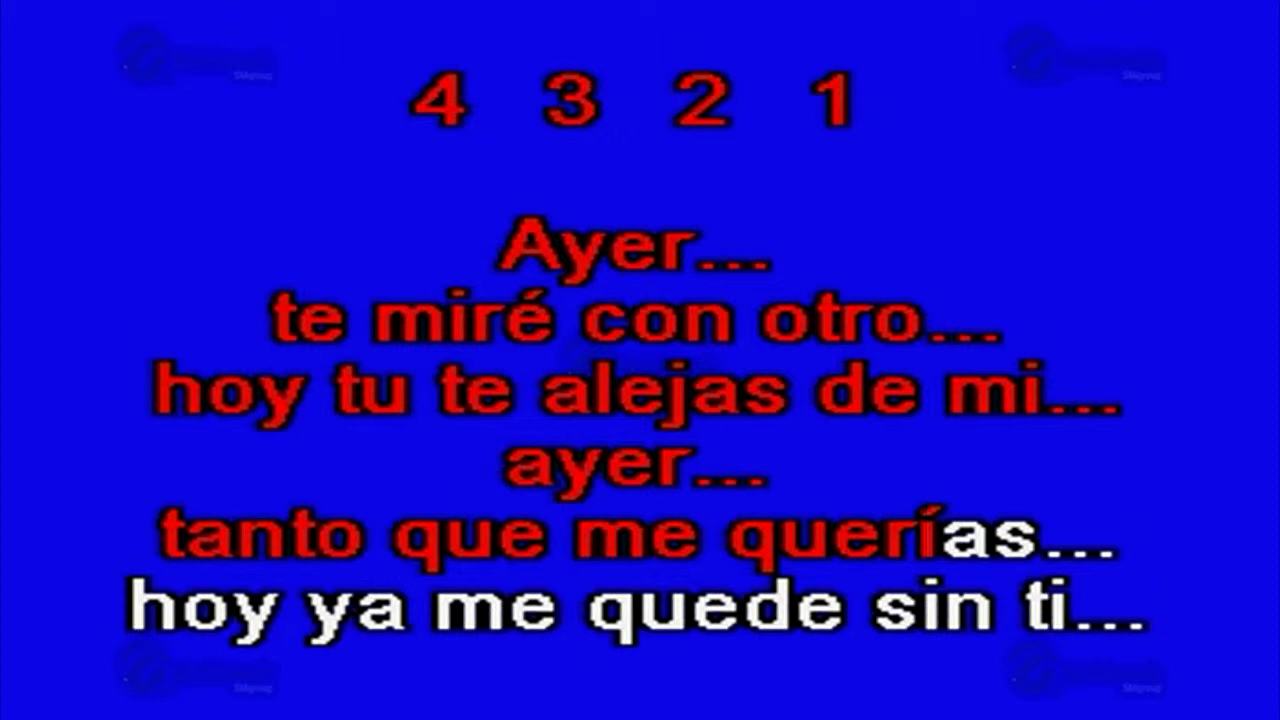 4 3 2 1
Ayer...
te miré con otro...
hoy tu te alejas de mi...
ayer...
tanto que me querías...
hoy ya me quede sin ti...